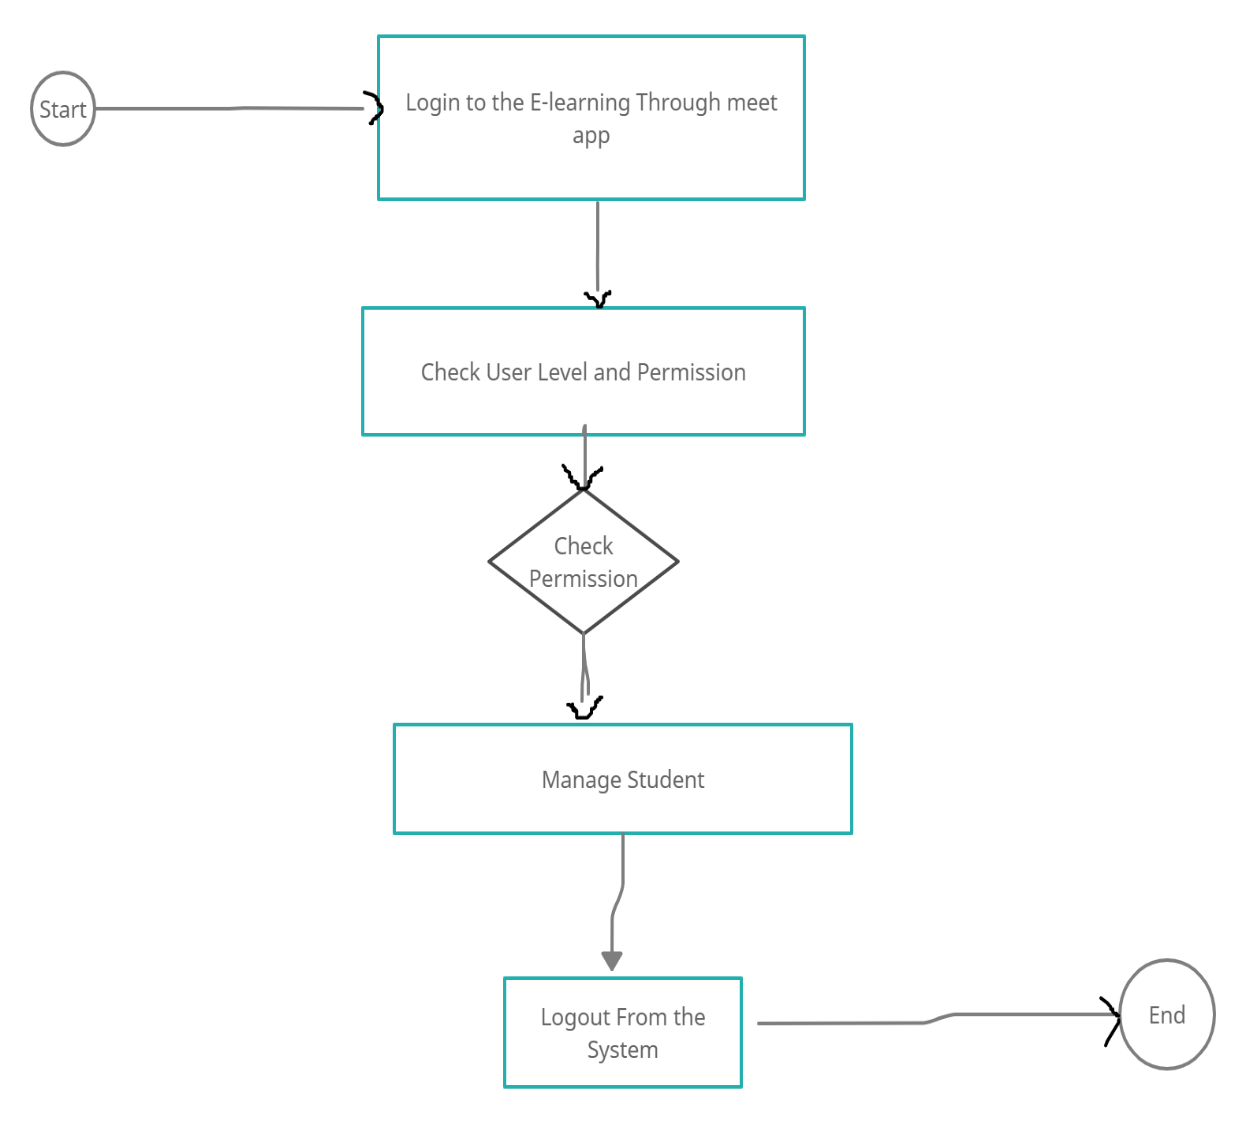 Start
Login to the E-learning Through meet
app
Check User Level and Permission
Check
Permission
Manage Student
Logout From the
System
End